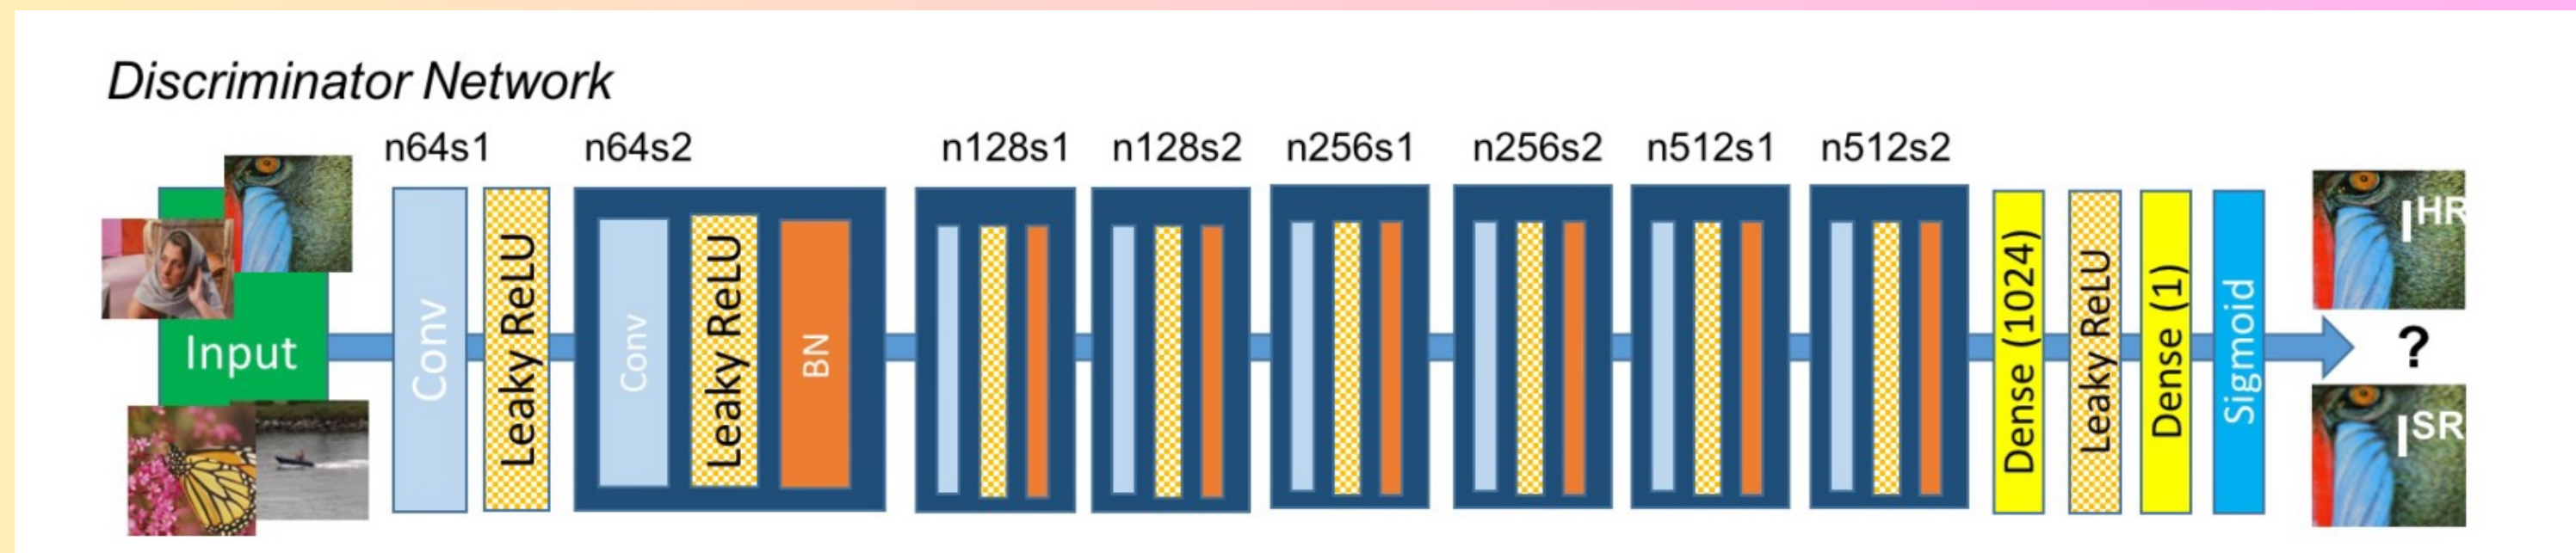 Discriminator Network
n64s1 n64s2 n128s1 n128s2 n256s1 n256s2 n512s1 n512s2
Input
Conv
Leaky ReLU
Conv
Leaky ReLU
BN
Dense (1024)
Leaky ReLU
Dense (1)
Sigmoid
I^HR
?
I^SR